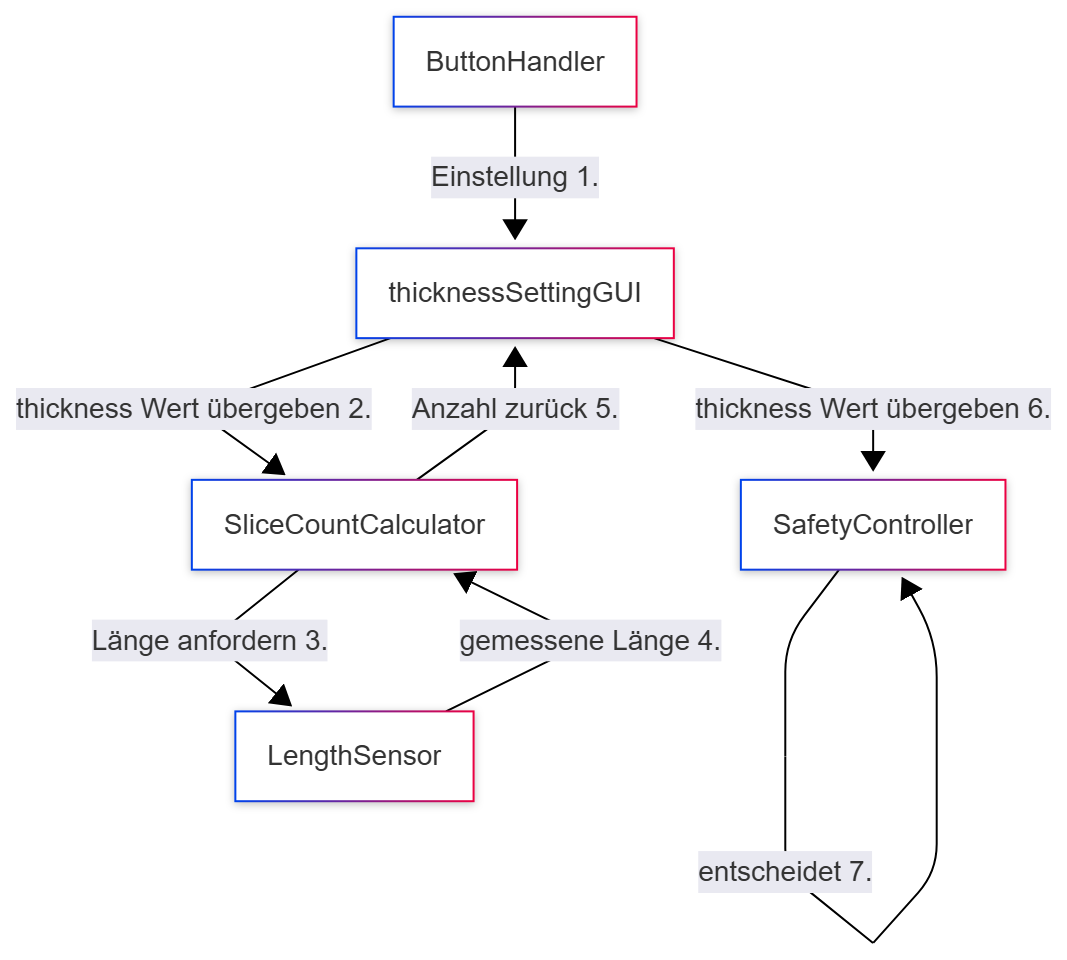 ButtonHandler
Einstellung 1.
thicknessSettingGUI
thickness Wert übergeben 2.
Anzahl zurück 5.
thickness Wert übergeben 6.
SliceCountCalculator
SafetyController
Länge anfordern 3.
gemessene Länge 4.
LengthSensor
entscheidet 7.